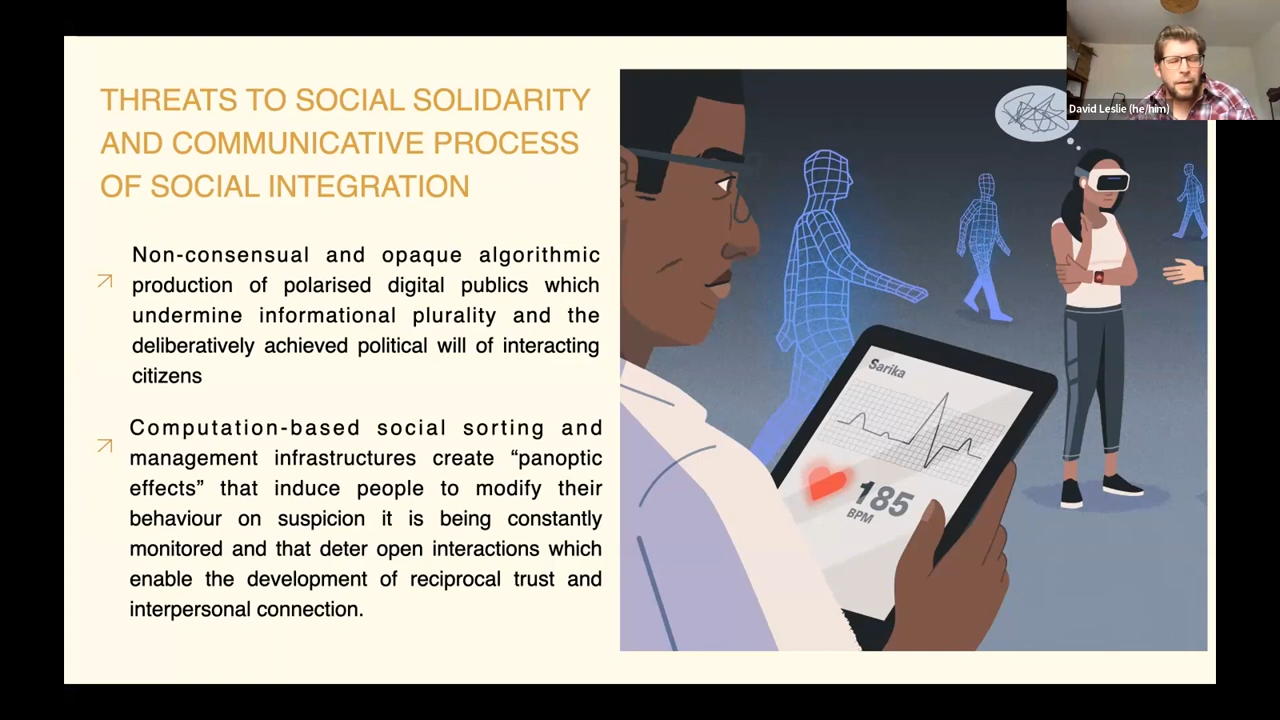 THREATS TO SOCIAL SOLIDARITY
AND COMMUNICATIVE PROCESS
OF SOCIAL INTEGRATION
Non-consensual and opaque algorithmic
production of polarised digital publics which
undermine informational plurality and the
deliberatively achieved political will of interacting
citizens
Computation-based social sorting and
management infrastructures create “panoptic
effects” that induce people to modify their
behaviour on suspicion it is being constantly
monitored and that deter open interactions which
enable the development of reciprocal trust and
interpersonal connection.
David Leslie (he/him)
Sarika
185
BPM